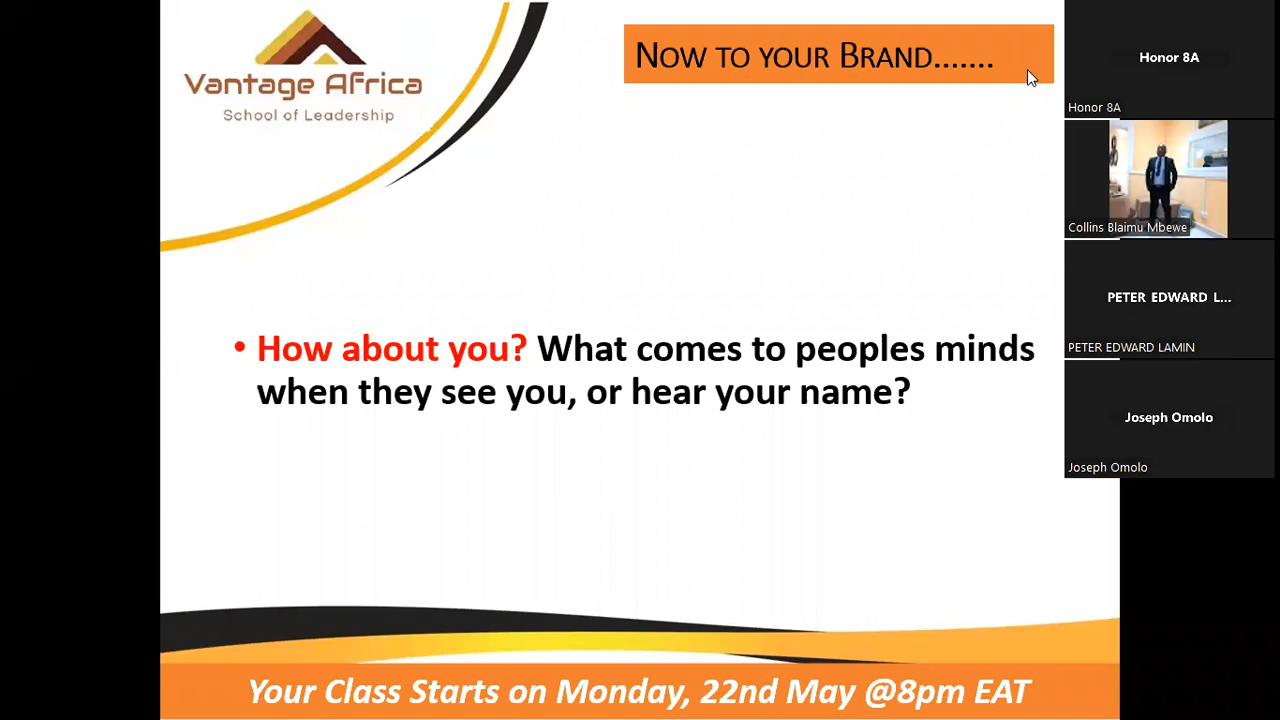 Vantage Africa
School of Leadership
NOW TO YOUR BRAND.......
• How about you? What comes to peoples minds
when they see you, or hear your name?
Your Class Starts on Monday, 22nd May @8pm EAT
Honor 8A
Honor 8A
Collins Blaimu Mbewe
PETER EDWARD L...
PETER EDWARD LAMIN
Joseph Omolo
Joseph Omolo